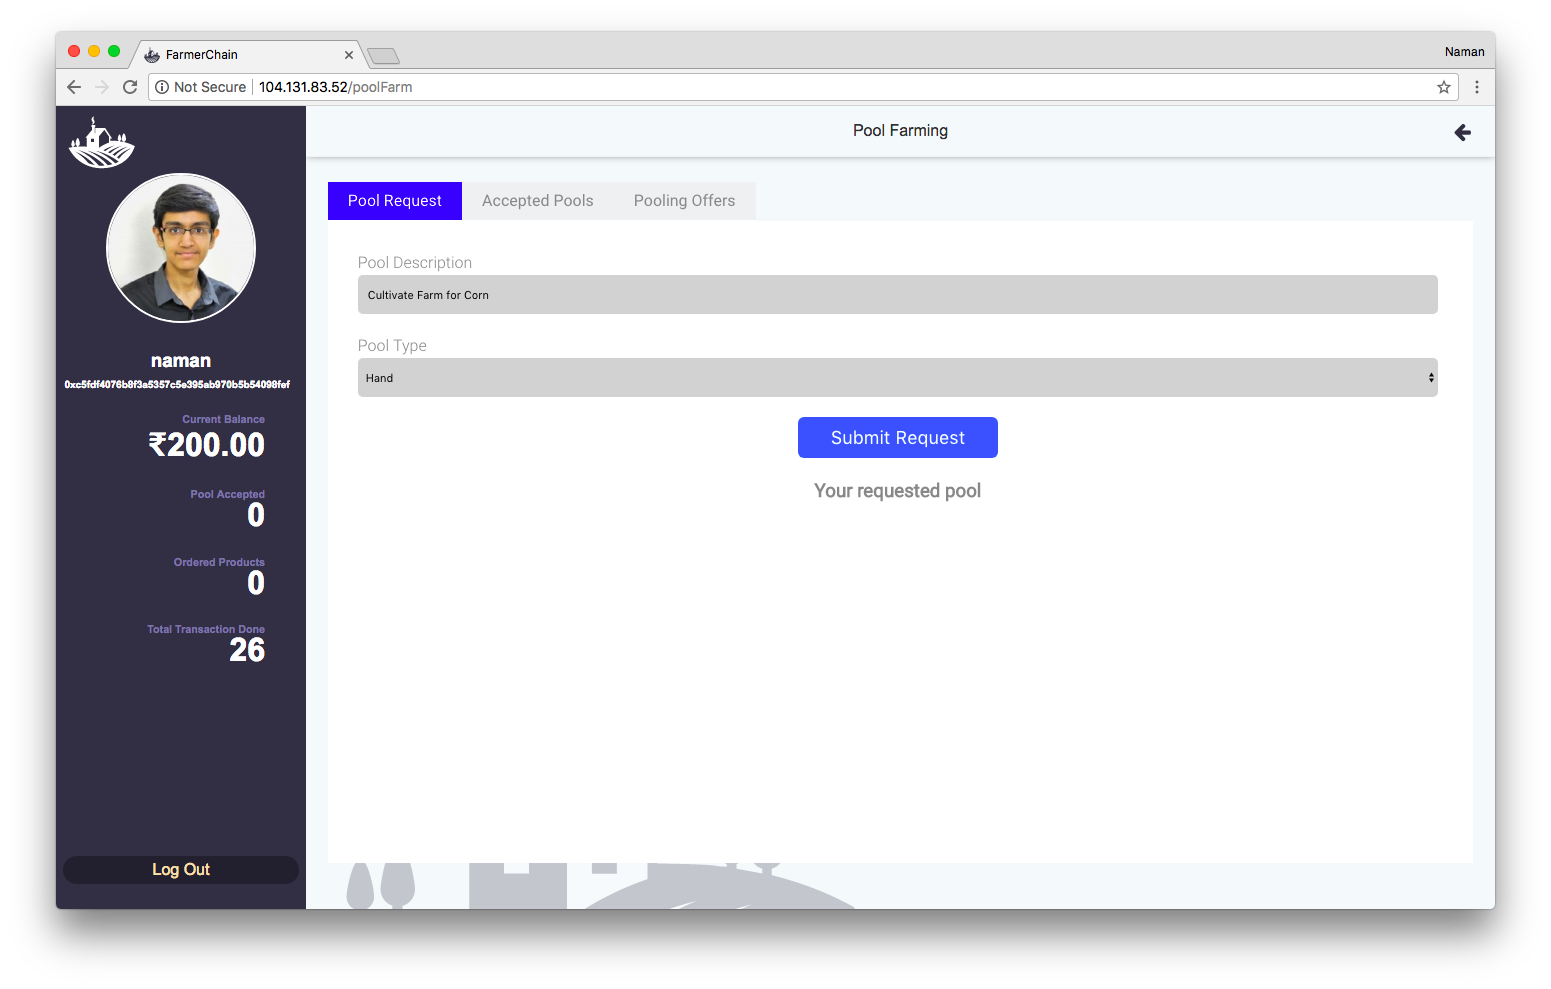 FarmerChain
Naman
Not Secure
104.131.83.52/poolFarm
Pool Farming
naman
0xc5fdf4076b8f3a5357c5e395ab970b5b54098fef
Current Balance
₹200.00
Pool Accepted
0
Ordered Products
0
Total Transaction Done
26
Log Out
Pool Request Accepted Pools Pooling Offers
Pool Description
Cultivate Farm for Corn
Pool Type
Hand
Submit Request
Your requested pool